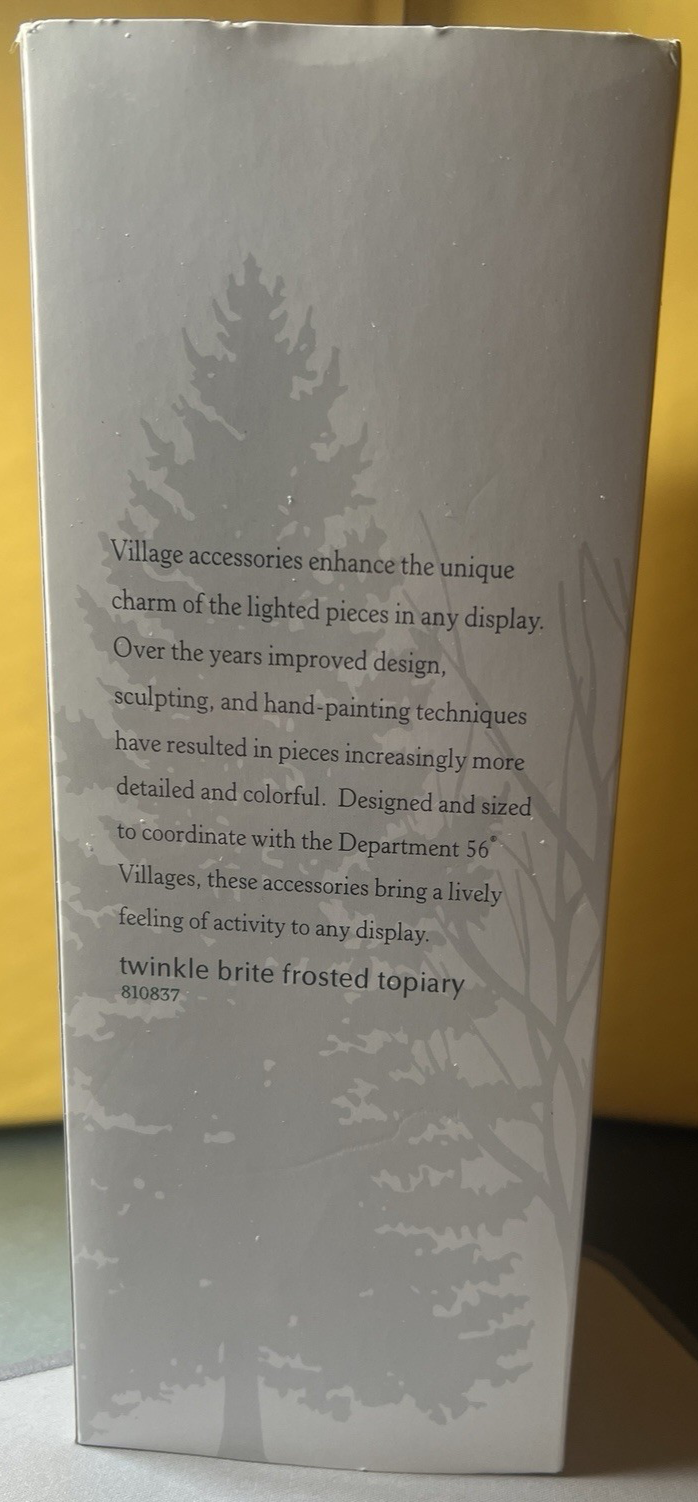 Village accessories enhance the unique
charm of the lighted pieces in any display.
Over the years improved design,
sculpting, and hand-painting techniques
have resulted in pieces increasingly more
detailed and colorful. Designed and sized
to coordinate with the Department 56®
Villages, these accessories bring a lively
feeling of activity to any display.
twinkle brite frosted topiary
810837